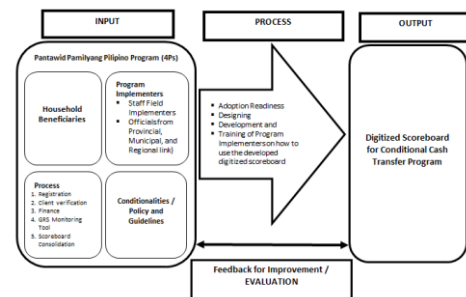 INPUT
PROCESS
OUTPUT
Pantawid Pamilyang Pilipino Program (4Ps)
Household
Beneficiaries
Program
Implementers
▪ Staff Field
Implementers
▪ Officials from
Provincial,
Municipal, and
Regional link)
Process
1. Registration
2. Client verification
3. Finance
4. GRS Monitoring
Tool
5. Scoreboard
Consolidation
Conditionalities /
Policy and
Guidelines
• Adoption Readiness
• Designing
• Development and
• Training of Program
Implementers on how to
use the developed
digitized scoreboard
Digitized Scoreboard
for Conditional Cash
Transfer Program
Feedback for Improvement /
EVALUATION